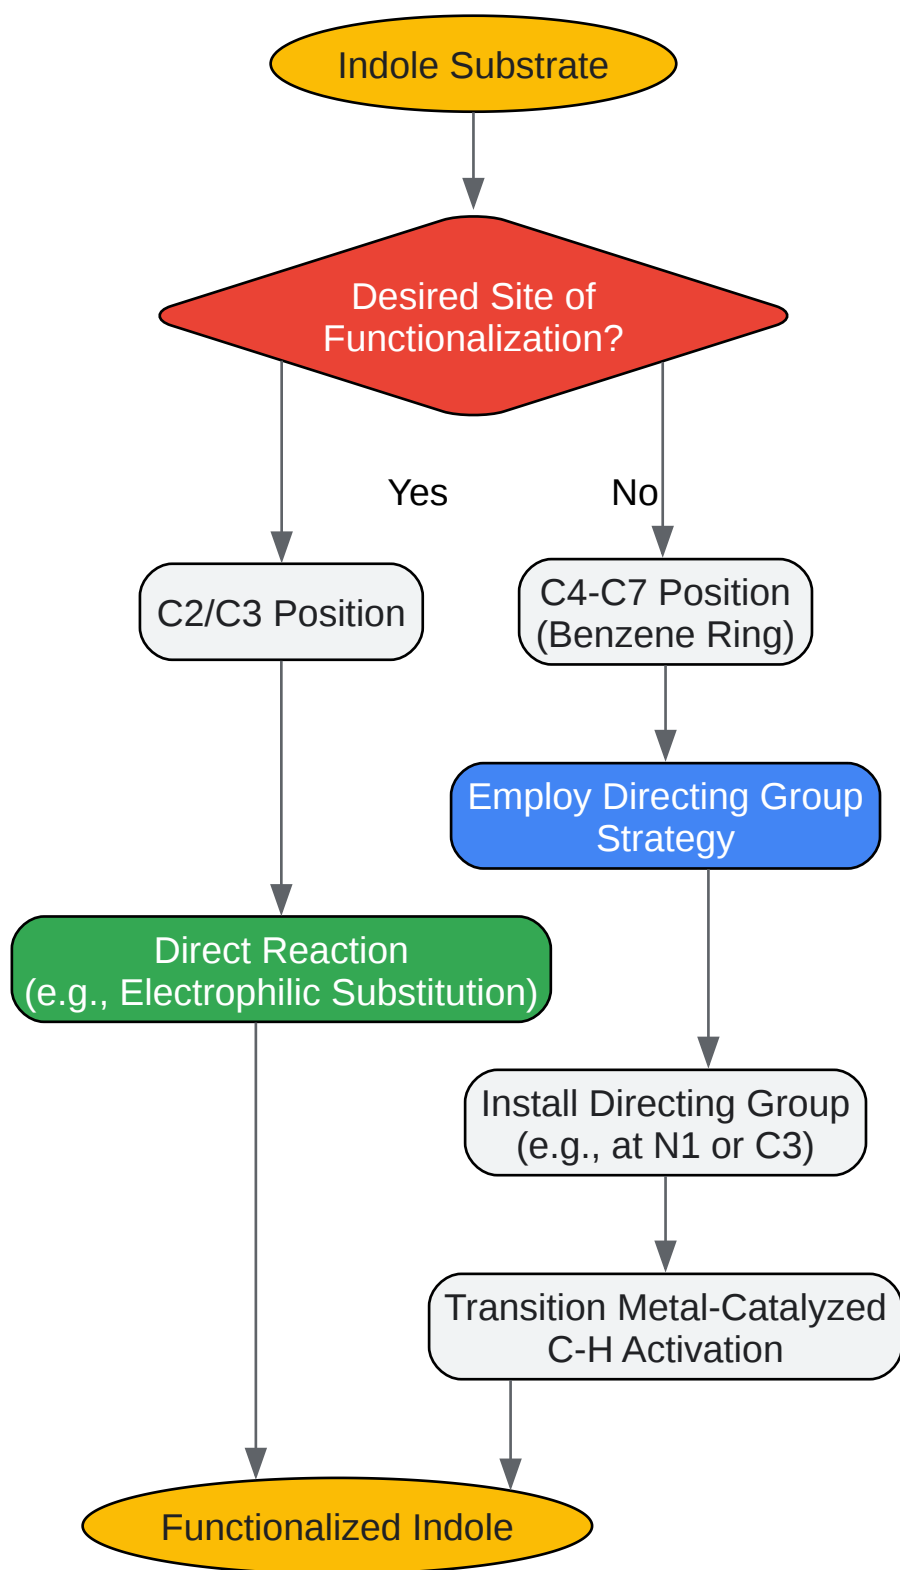 Indole Substrate
Desired Site of
Functionalization?
Yes
No
C2/C3 Position
C4-C7 Position
(Benzene Ring)
Employ Directing Group
Strategy
Direct Reaction
(e.g., Electrophilic Substitution)
Install Directing Group
(e.g., at N1 or C3)
Transition Metal-Catalyzed
C-H Activation
Functionalized Indole